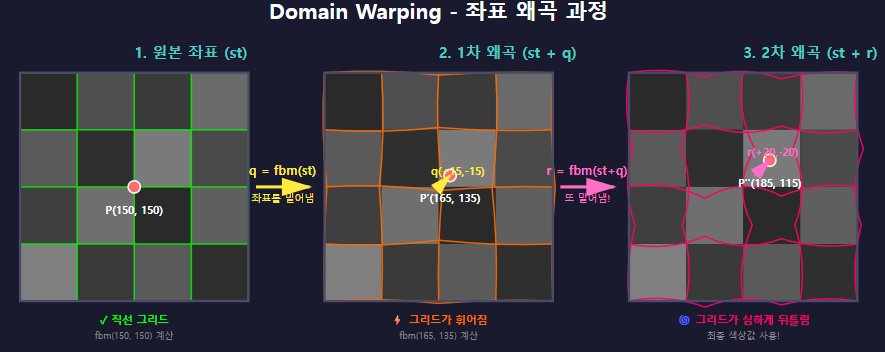 Domain Warping - 좌표 왜곡 과정
1. 원본 좌표 (st)
2. 1차 왜곡 (st + q)
3. 2차 왜곡 (st + r)
q = fbm(st)
좌표를 밀어냄
r = fbm(st+q)
또 밀어냄!
P(150, 150)
q(+15,-15)
P'(165, 135)
r(+20,-20)
P''(185, 115)
✓ 직선 그리드
fbm(150, 150) 계산
⚡ 그리드가 휘어짐
fbm(165, 135) 계산
🌀 그리드가 심하게 뒤틀림
최종 색상값 사용!